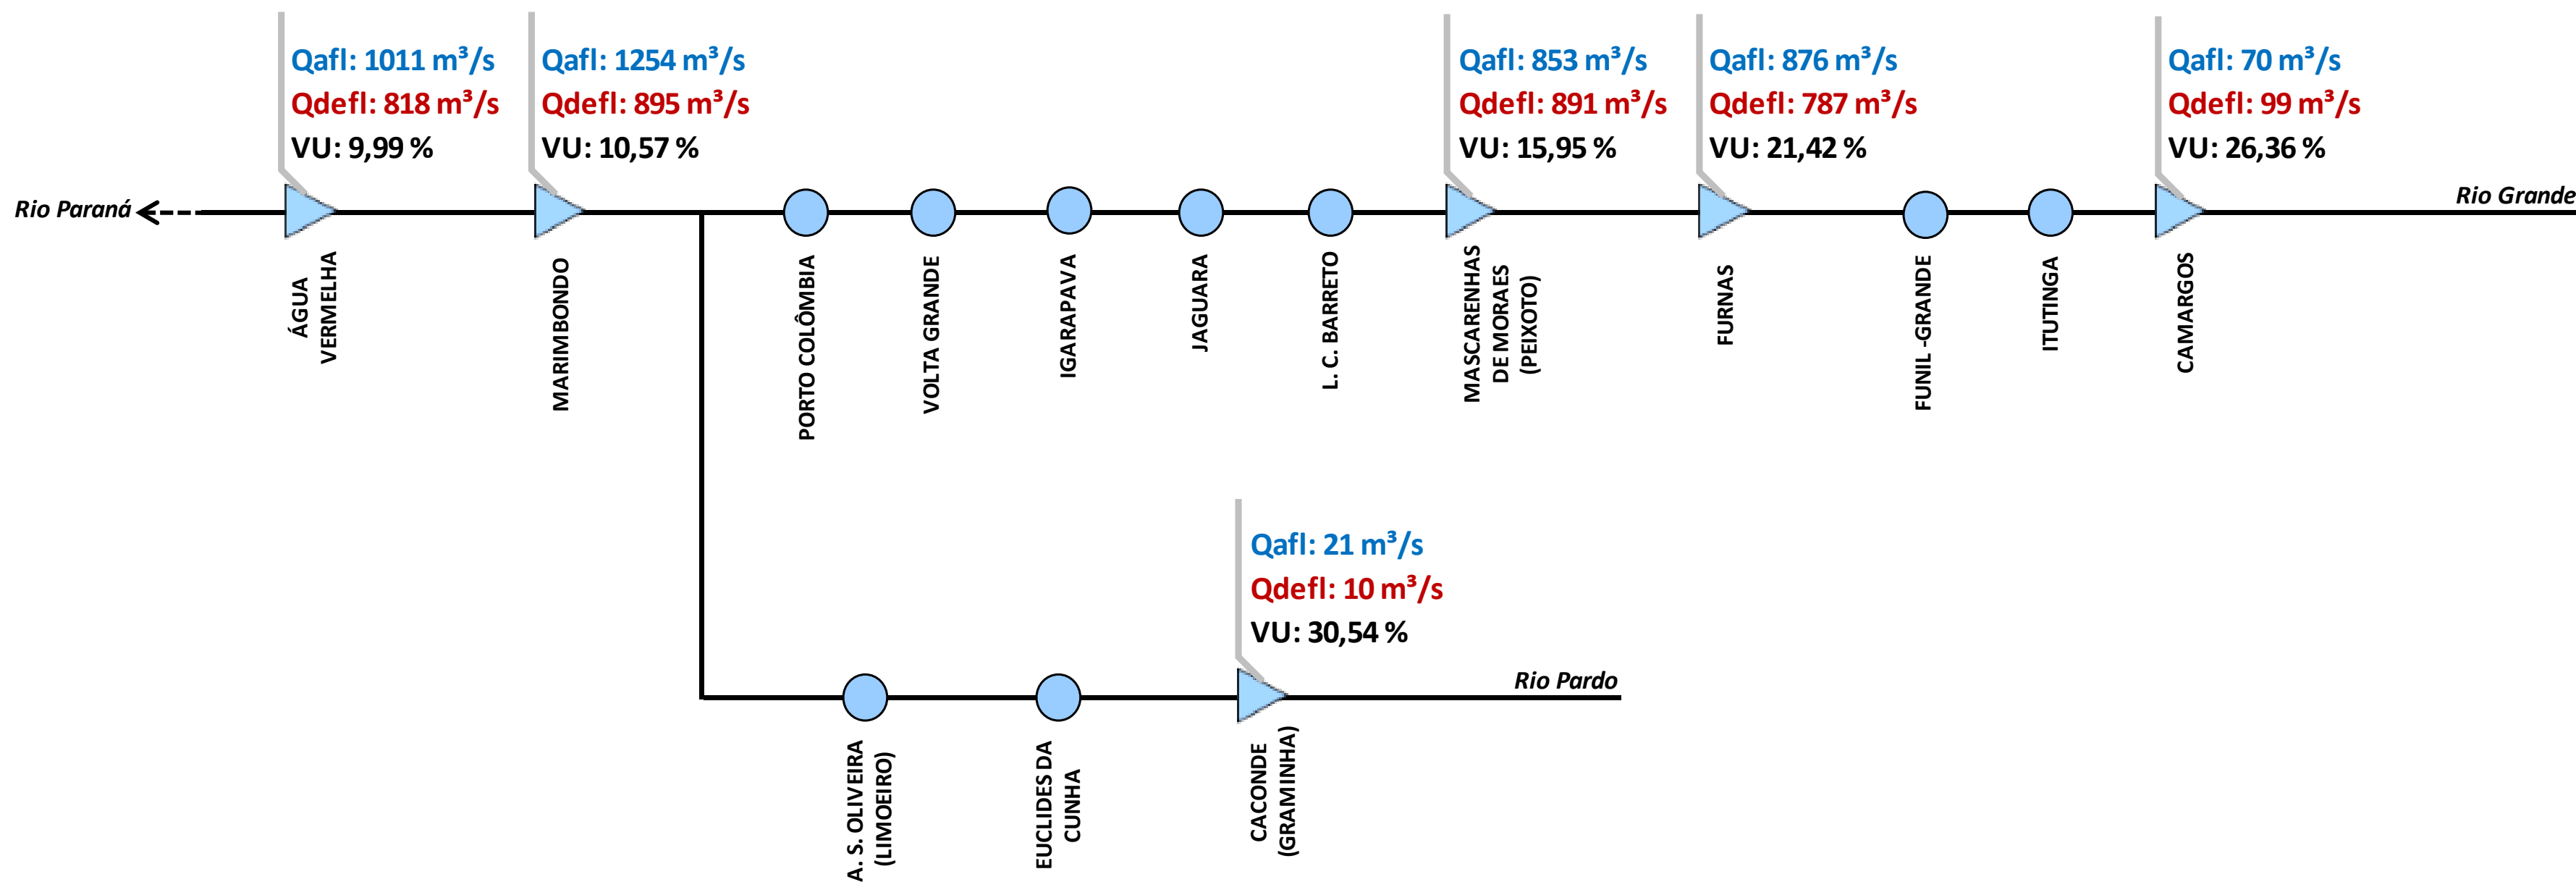 Qafl: 1011 m³/s
Qdefl: 818 m³/s
VU: 9,99 %
Qafl: 1254 m³/s
Qdefl: 895 m³/s
VU: 10,57 %
Qafl: 853 m³/s
Qdefl: 891 m³/s
VU: 15,95 %
Qafl: 876 m³/s
Qdefl: 787 m³/s
VU: 21,42 %
Qafl: 70 m³/s
Qdefl: 99 m³/s
VU: 26,36 %
Rio Paraná
Rio Grande
ÁGUA
VERMELHA
MARIMBONDO
PORTO COLÔMBIA
VOLTA GRANDE
IGARAPAVA
JAGUARA
L. C. BARRETO
MASCARENHAS
DE MORAES
(PEIXOTO)
FURNAS
FUNIL -GRANDE
ITUTINGA
CAMARGOS
Qafl: 21 m³/s
Qdefl: 10 m³/s
VU: 30,54 %
Rio Pardo
A. S. OLIVEIRA
(LIMOEIRO)
EUCLIDES DA
CUNHA
CACONDE
(GRAMINHA)